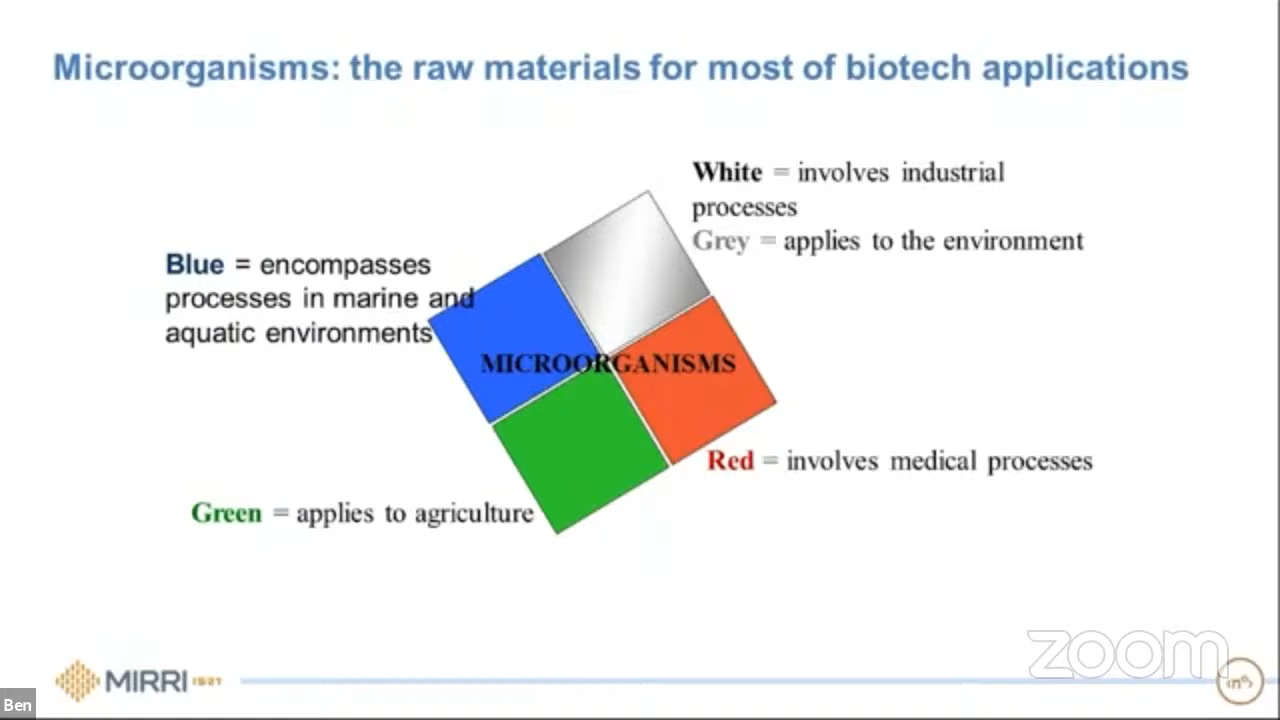 Microorganisms: the raw materials for most of biotech applications
White = involves industrial
processes
Grey = applies to the environment
Blue = encompasses
processes in marine and
aquatic environments
MICROORGANISMS
Red = involves medical processes
Green = applies to agriculture
zoom
MIRRI IS21
Ben